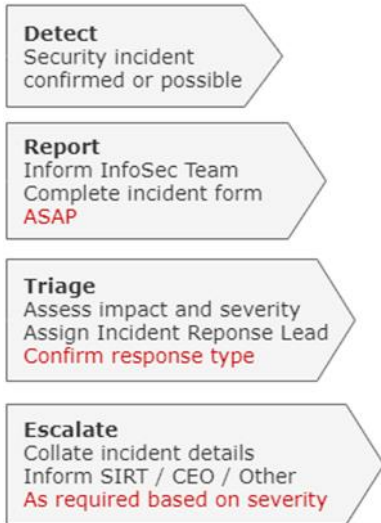 Detect
Security incident
confirmed or possible
Report
Inform InfoSec Team
Complete incident form
ASAP
Triage
Assess impact and severity
Assign Incident Reponse Lead
Confirm response type
Escalate
Collate incident details
Inform SIRT / CEO / Other
As required based on severity